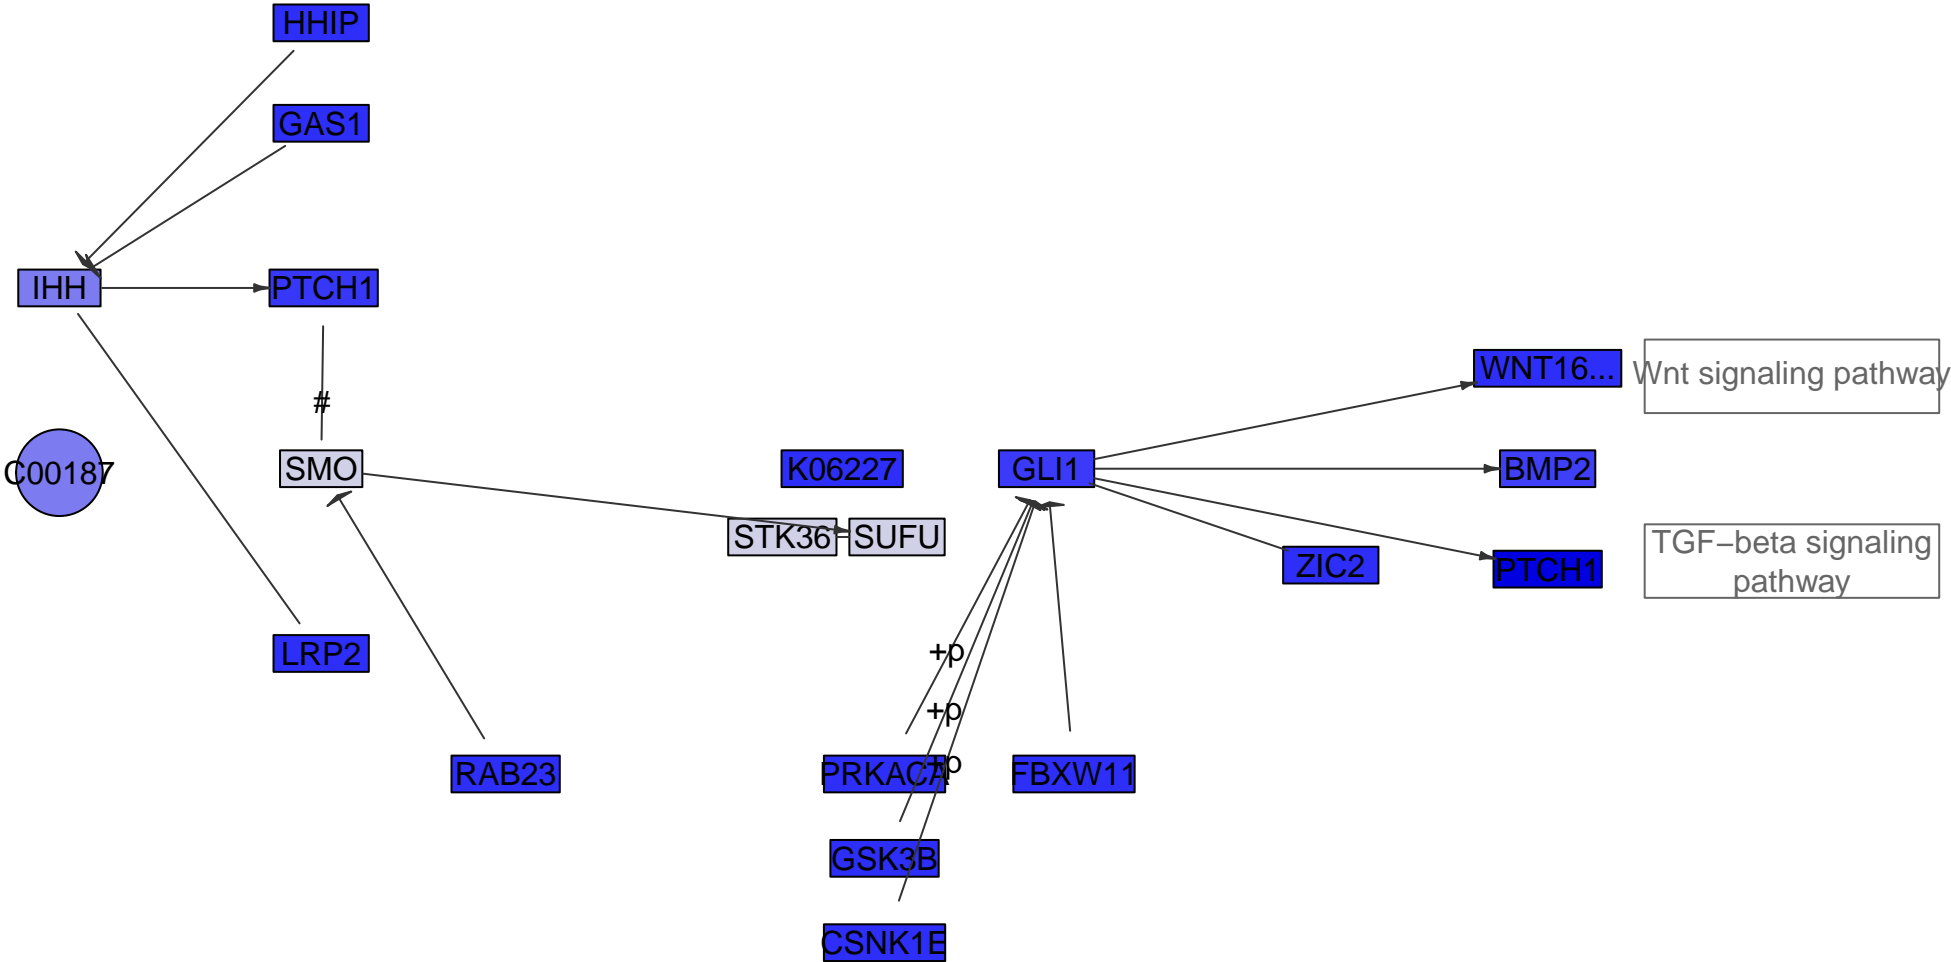 HHIP
GAS1
IHH
PTCH1
WNT16...
Wnt signaling pathway
#
C00187
SMO
K06227
GLI1
BMP2
STK36
SUFU
ZIC2
PTCH1
TGF−beta signaling
pathway
LRP2
+p
+p
+p
RAB23
PRKACA
FBXW11
GSK3B
CSNK1E